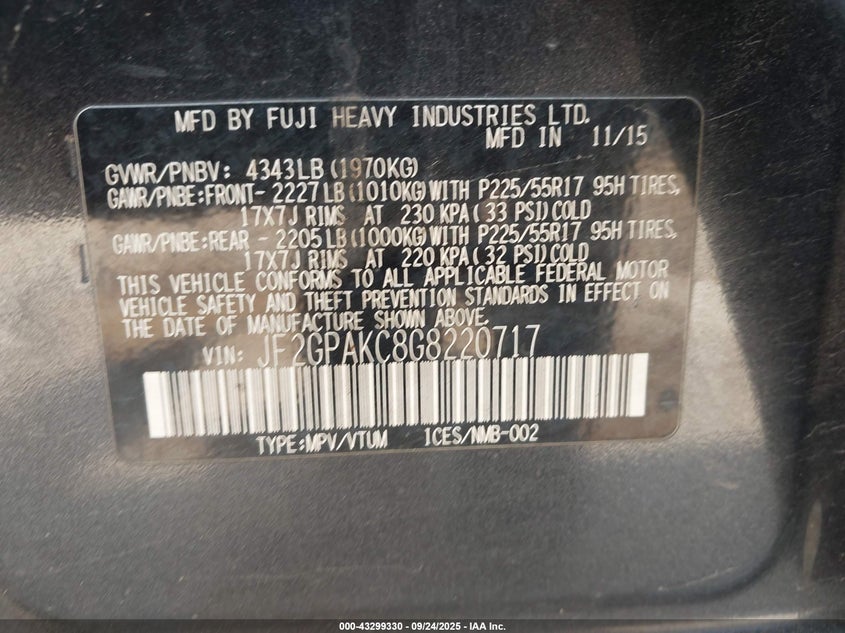 MFD BY FUJI HEAVY INDUSTRIES LTD.
MFD IN 11/15
GVWR/PNBV: 4343LB(1970KG)
GAWR/PNBE:FRONT- 2227LB(1010KG)WITH P225/55R17 95H TIRES,
17X7J RIMS AT 230 KPA(33 PSI)COLD
GAWR/PNBE:REAR - 2205LB(1000KG)WITH P225/55R17 95H TIRES,
17X7J RIMS AT 220 KPA(32 PSI)COLD
THIS VEHICLE CONFORMS TO ALL APPLICABLE FEDERAL MOTOR
VEHICLE SAFETY AND THEFT PREVENTION STANDARDS IN EFFECT ON
THE DATE OF MANUFACTURE SHOWN ABOVE.
VIN: JF2GPAKC8G8220717
TYPE:MPV/VTUM ICES/NMB-002
000-43299330 - 09/24/2025 - IAA Inc.